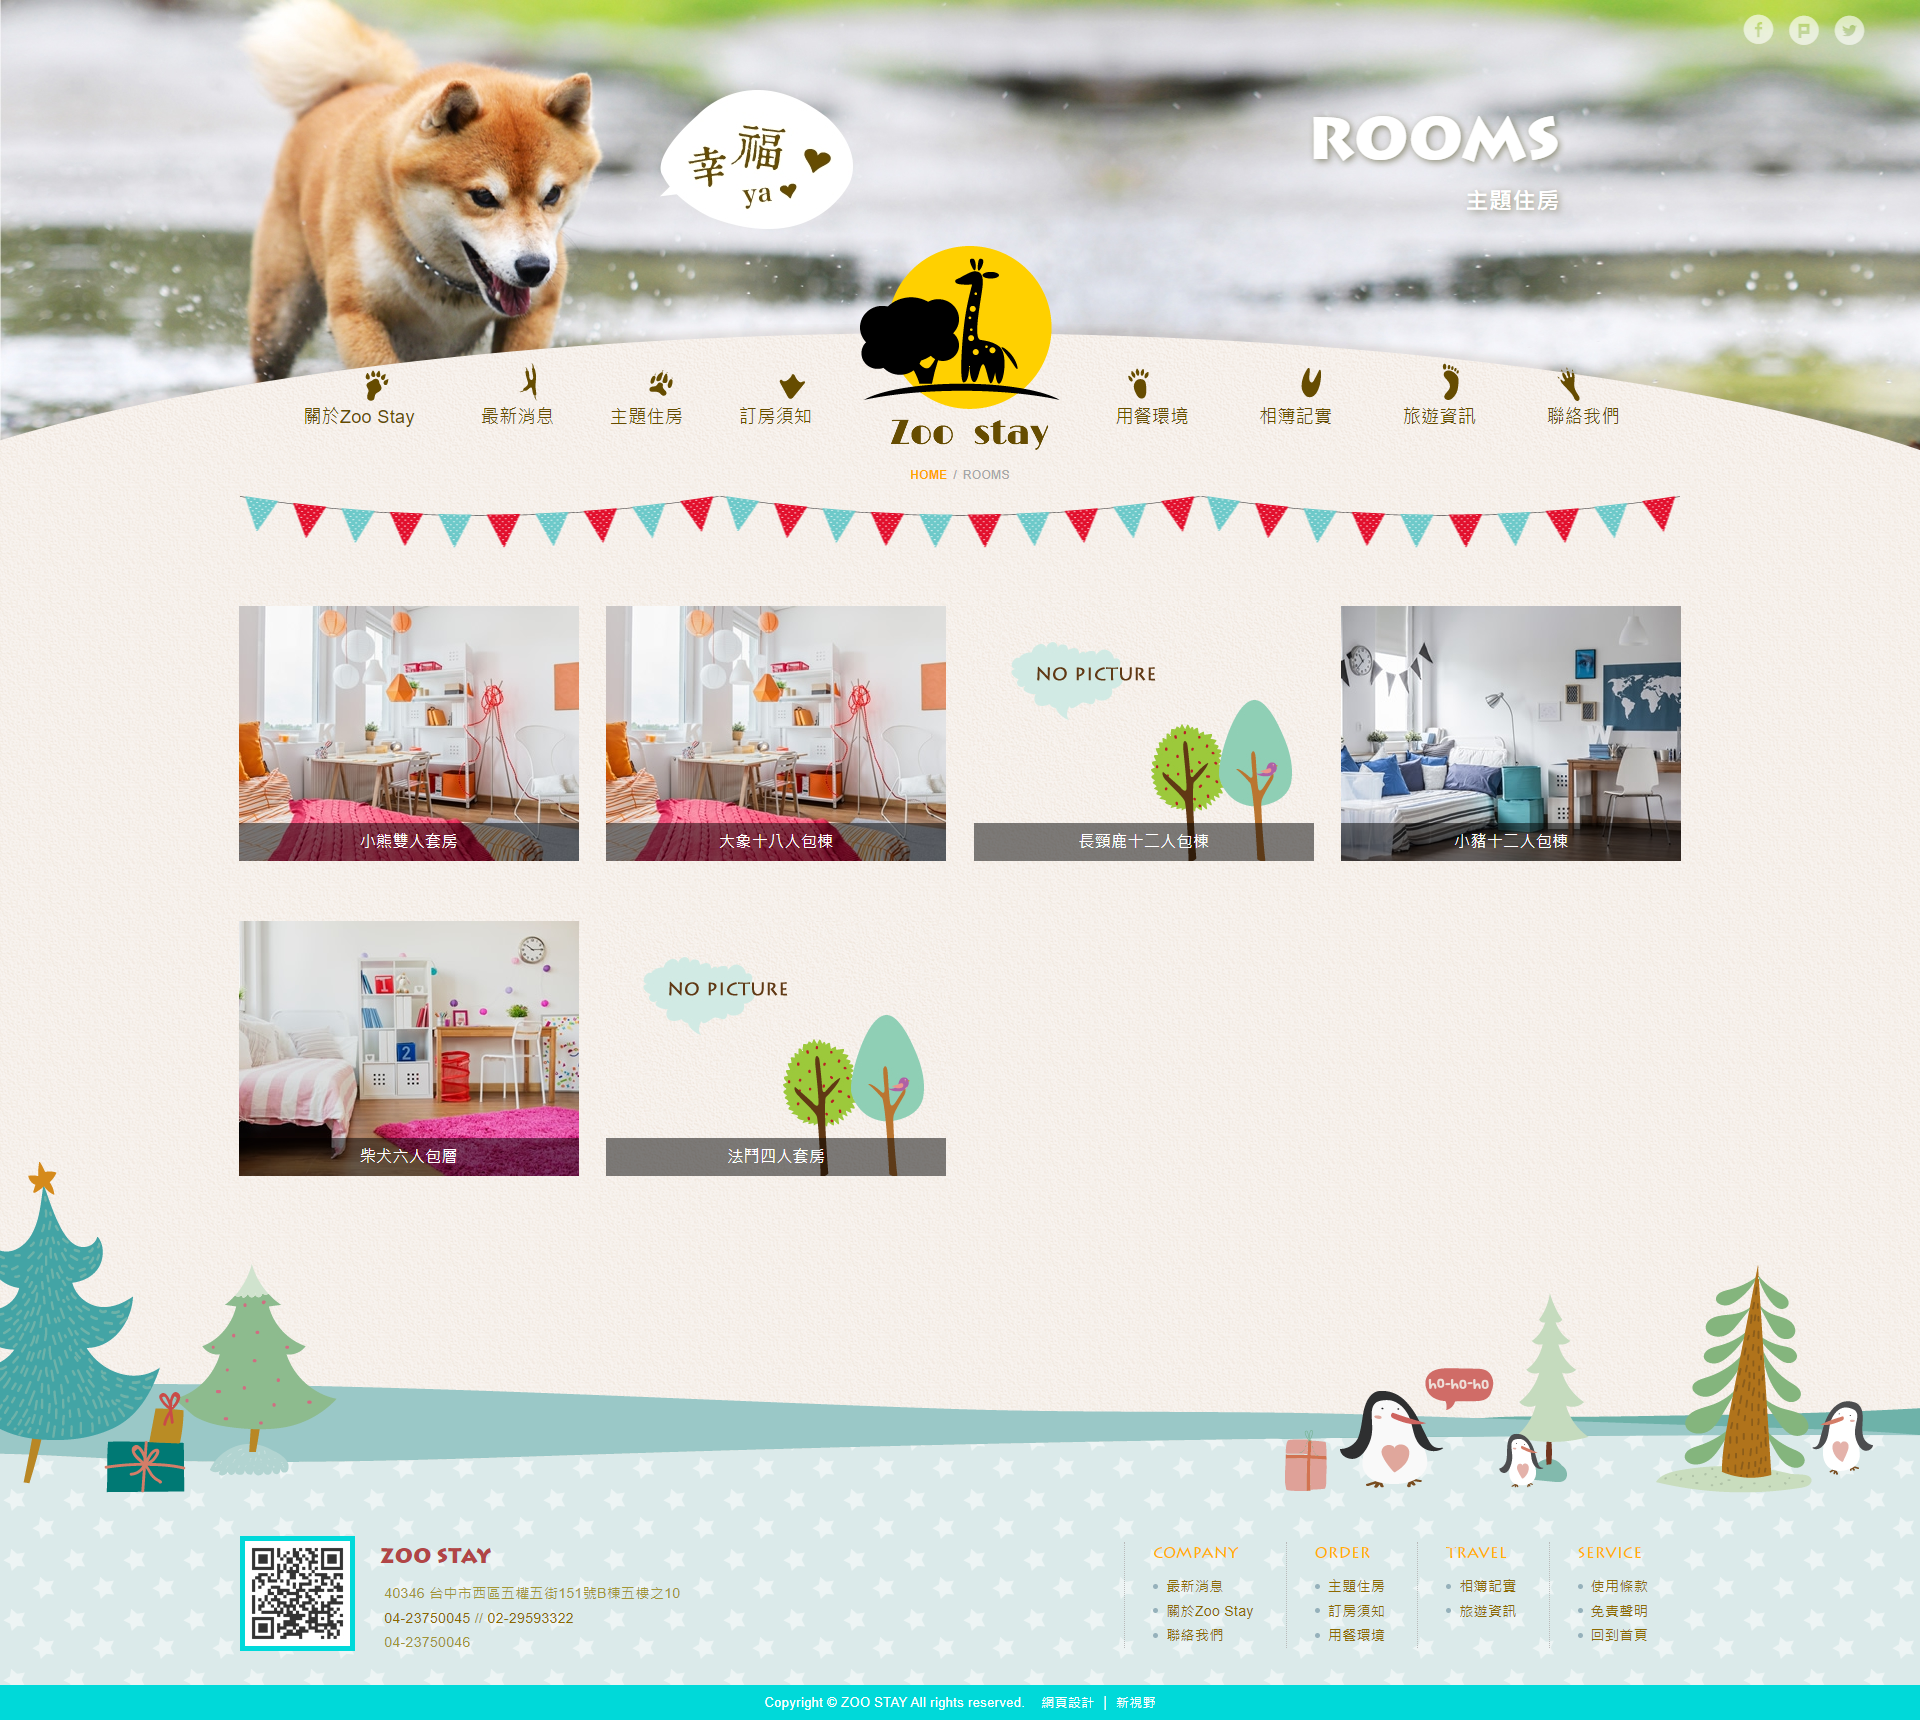 ROOMS
主題住房
幸福
ya
關於Zoo Stay
最新消息
主題住房
訂房須知
Zoo stay
用餐環境
相簿記實
旅遊資訊
聯絡我們
HOME / ROOMS
小熊雙人套房
大象十八人包棟
NO PICTURE
長頸鹿十二人包棟
小豬十二人包棟
柴犬六人包層
NO PICTURE
法鬥四人套房
ho-ho-ho
ZOO STAY
40346 台中市西區五權五街151號B棟五樓之10
04-23750045 // 02-29593322
04-23750046
COMPANY
最新消息
關於Zoo Stay
聯絡我們
ORDER
主題住房
訂房須知
用餐環境
TRAVEL
相簿記實
旅遊資訊
SERVICE
使用條款
免責聲明
回到首頁
Copyright © ZOO STAY All rights reserved. 網頁設計 | 新視野